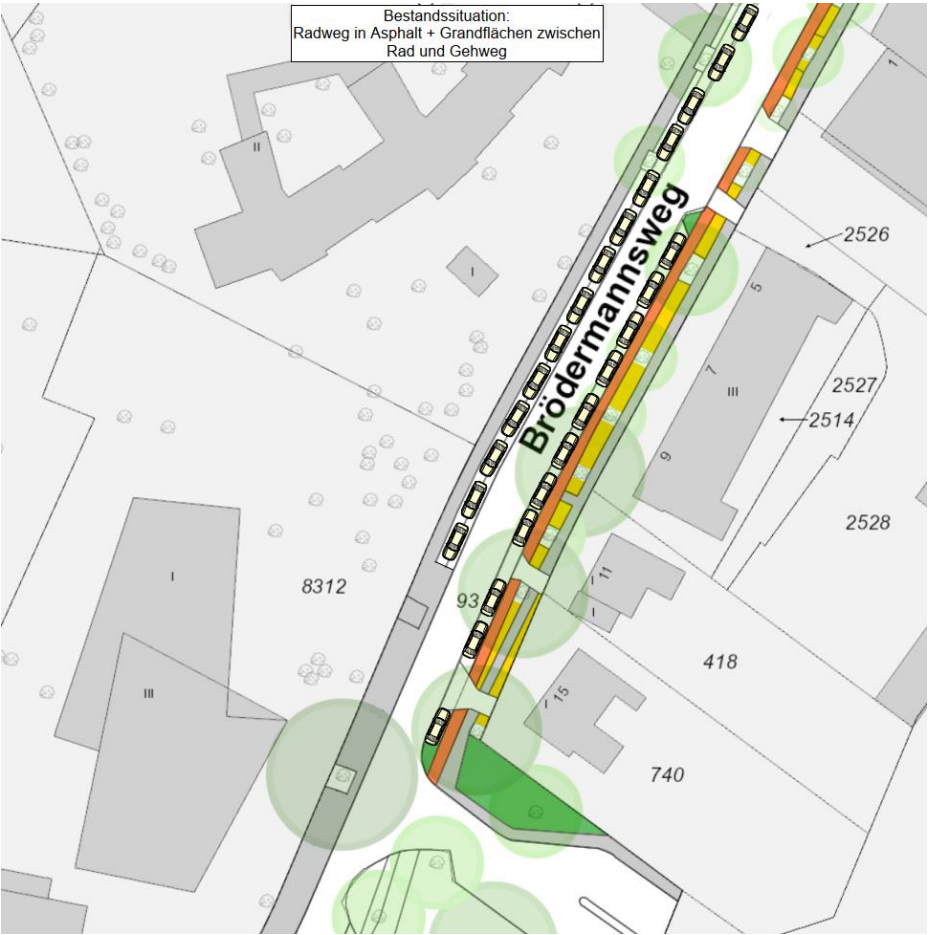 Bestandssituation:
Radweg in Asphalt + Grandflächen zwischen
Rad und Gehweg
1
II
2526
I
5
Brödermannsweg
7
III
2527
2514
9
2528
I
8312
93
11
I
418
III
15
740